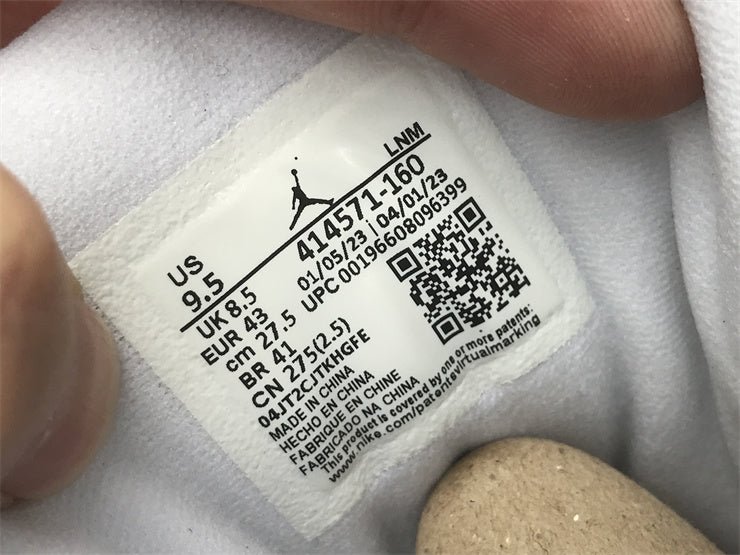 LNM
US
9.5
414571-160
UK 8.5
01/05/23 | 04/01/23
EUR 43
UPC 00196608096399
cm 27.5
BR 41
CN 275(2.5)
04JT2CJTKHGFE
MADE IN CHINA
HECHO EN CHINA
FABRIQUE EN CHINE
FABRICADO NA CHINA
This product is covered by one or more patents:
www.nike.com/patentsvirtualmarking